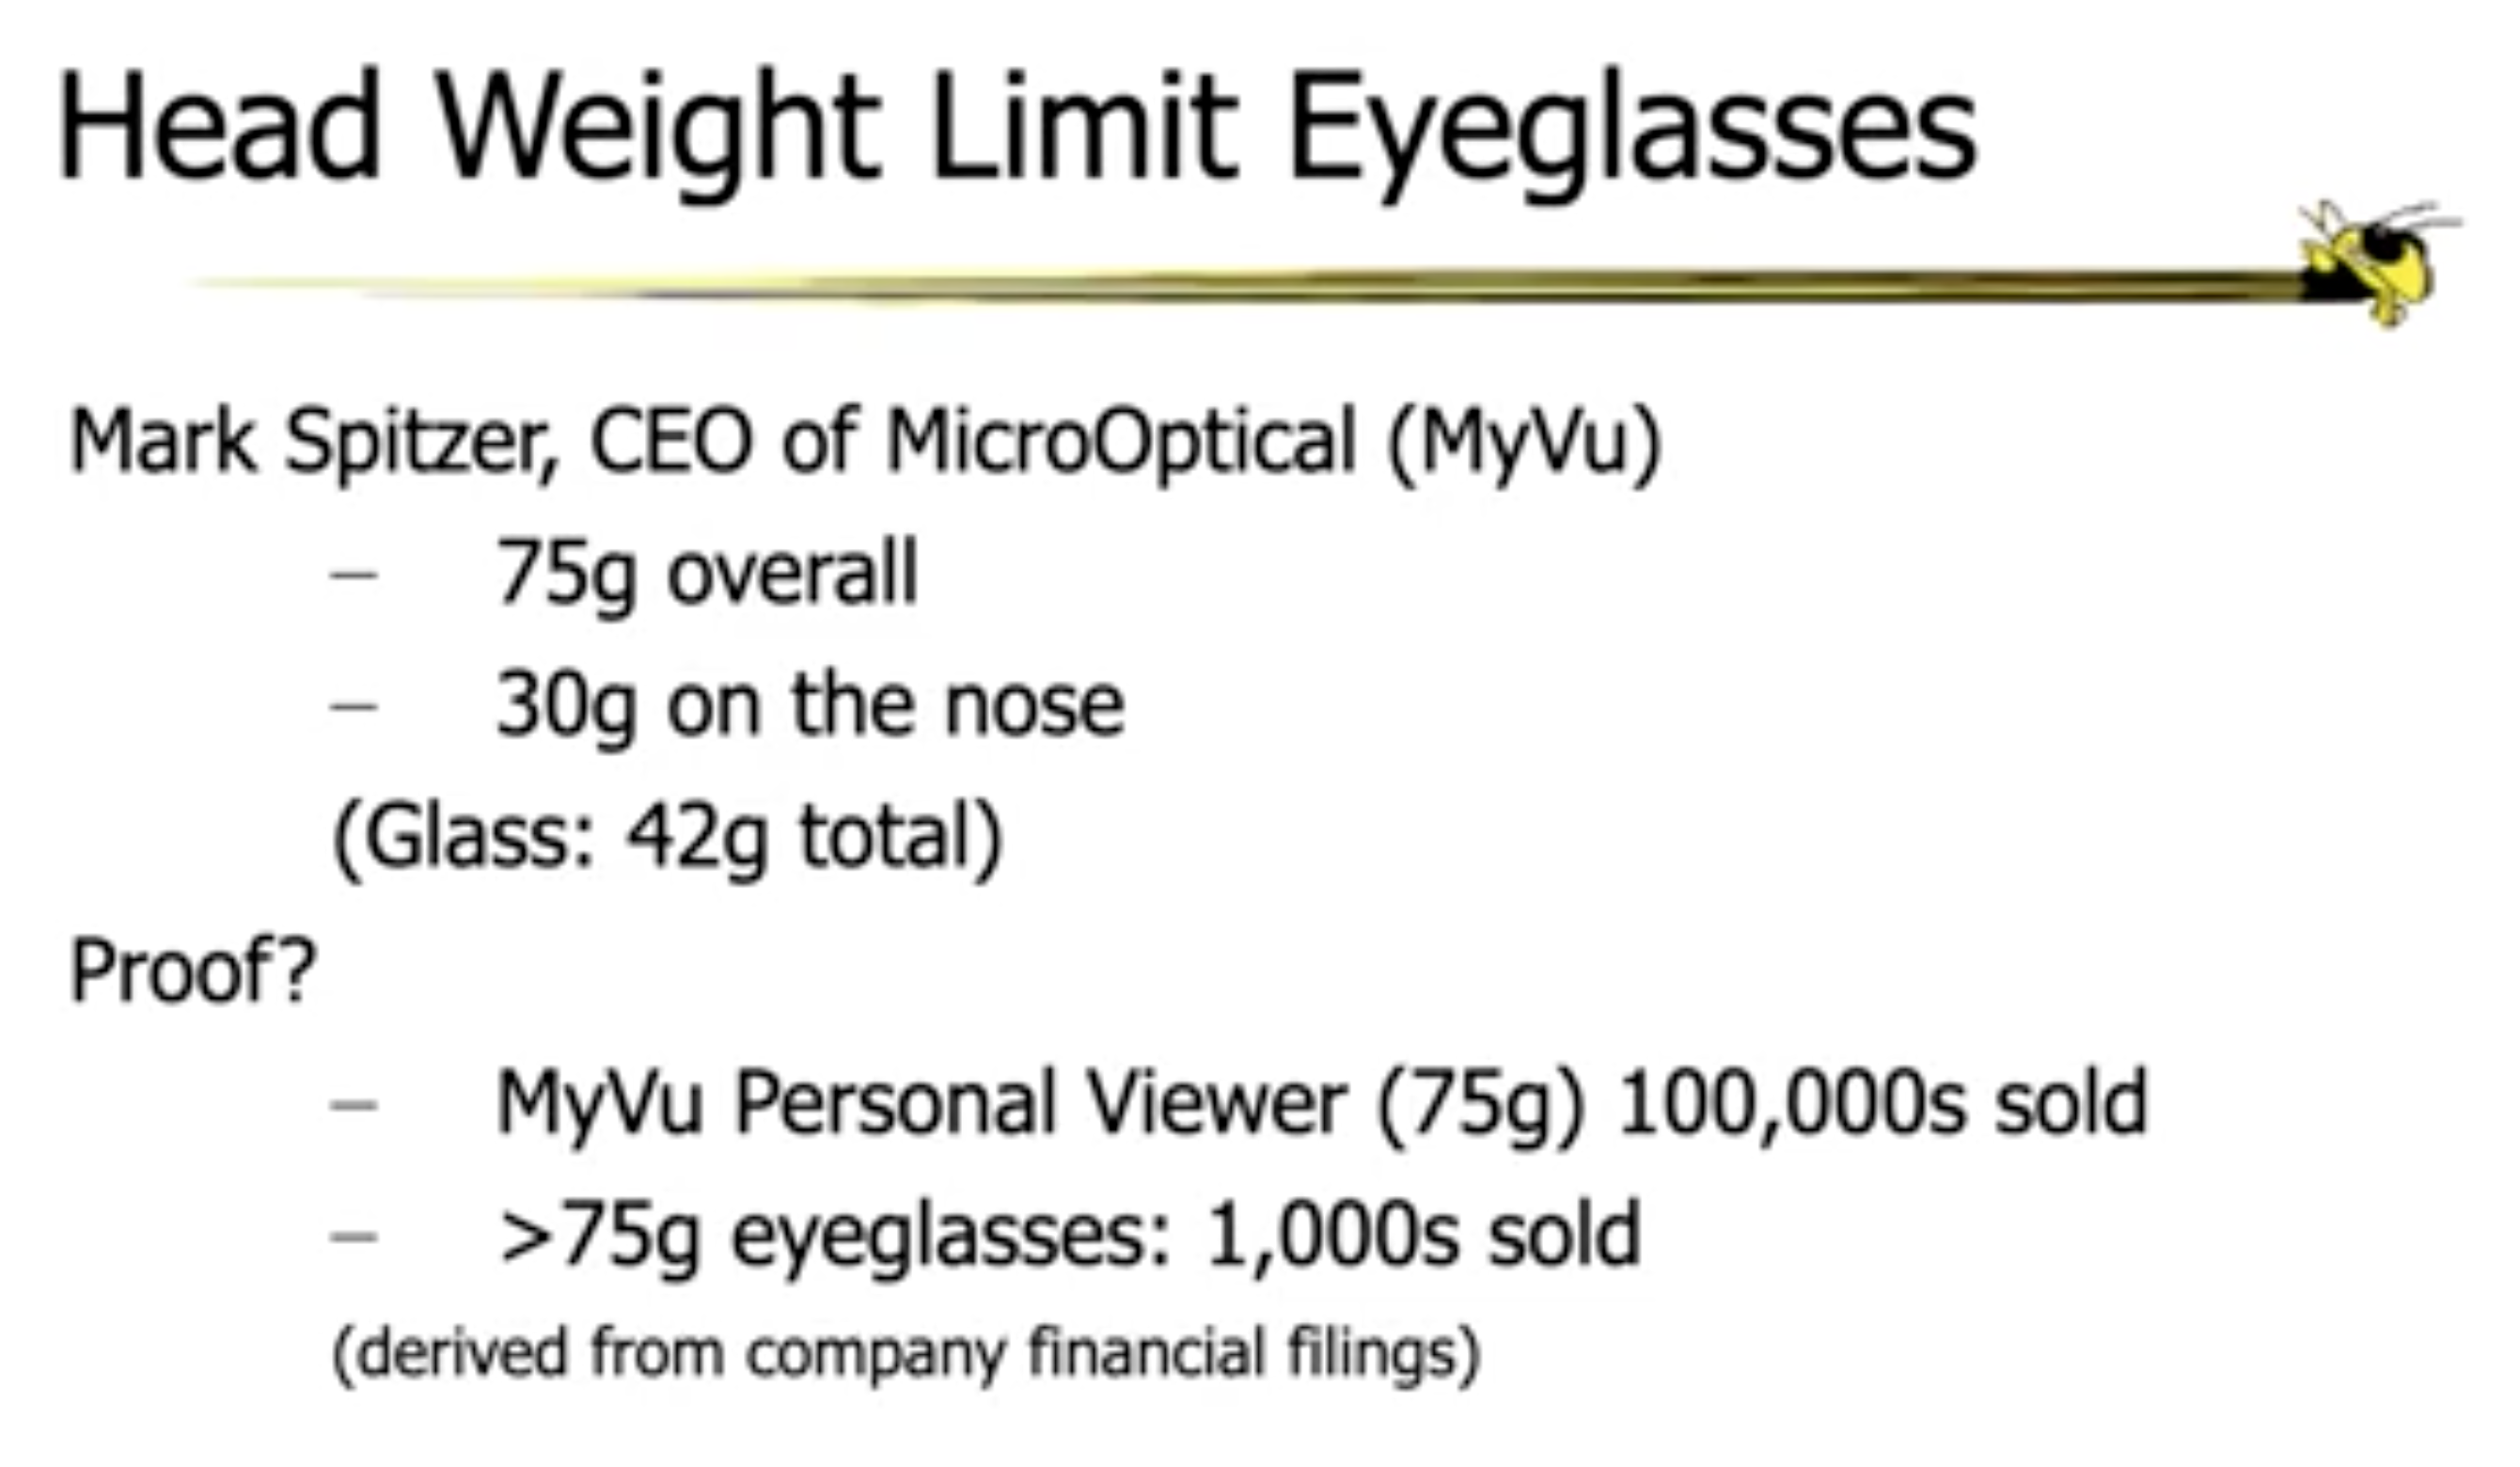 Head Weight Limit Eyeglasses
Mark Spitzer, CEO of MicroOptical (MyVu)
– 75g overall
– 30g on the nose
(Glass: 42g total)
Proof?
– MyVu Personal Viewer (75g) 100,000s sold
– >75g eyeglasses: 1,000s sold
(derived from company financial filings)